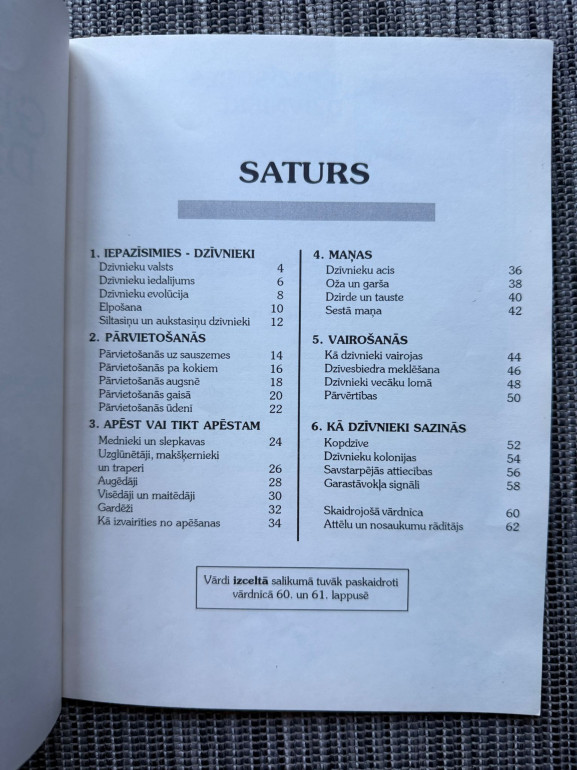 SATURS
1. IEPAZĪSIMIES - DZĪVNIEKI
Dzīvnieku valsts 4
Dzīvnieku iedalījums 6
Dzīvnieku evolūcija 8
Elpošana 10
Siltasiņu un aukstasiņu dzīvnieki 12
2. PĀRVIETOŠANĀS
Pārvietošanās uz sauszemes 14
Pārvietošanās pa kokiem 16
Pārvietošanās augsnē 18
Pārvietošanās gaisā 20
Pārvietošanās ūdenī 22
3. APĒST VAI TIKT APĒSTAM
Mednieki un slepkavas 24
Uzglūnētāji, makšķernieki
un traperi 26
Augēdāji 28
Visēdāji un maitēdāji 30
Gardēži 32
Kā izvairīties no apēšanas 34
4. MAŅAS
Dzīvnieku acis 36
Oža un garša 38
Dzirde un tauste 40
Sestā maņa 42
5. VAIROŠANĀS
Kā dzīvnieki vairojas 44
Dzīvesbiedra meklēšana 46
Dzīvnieki vecāku lomā 48
Pārvērtības 50
6. KĀ DZĪVNIEKI SAZINĀS
Kopdzīve 52
Dzīvnieku kolonijas 54
Savstarpējās attiecības 56
Garastāvokļa signāli 58
Skaidrojošā vārdnīca 60
Attēlu un nosaukumu rādītājs 62
Vārdi izceltā salikumā tuvāk paskaidroti
vārdnīcā 60. un 61. lappusē